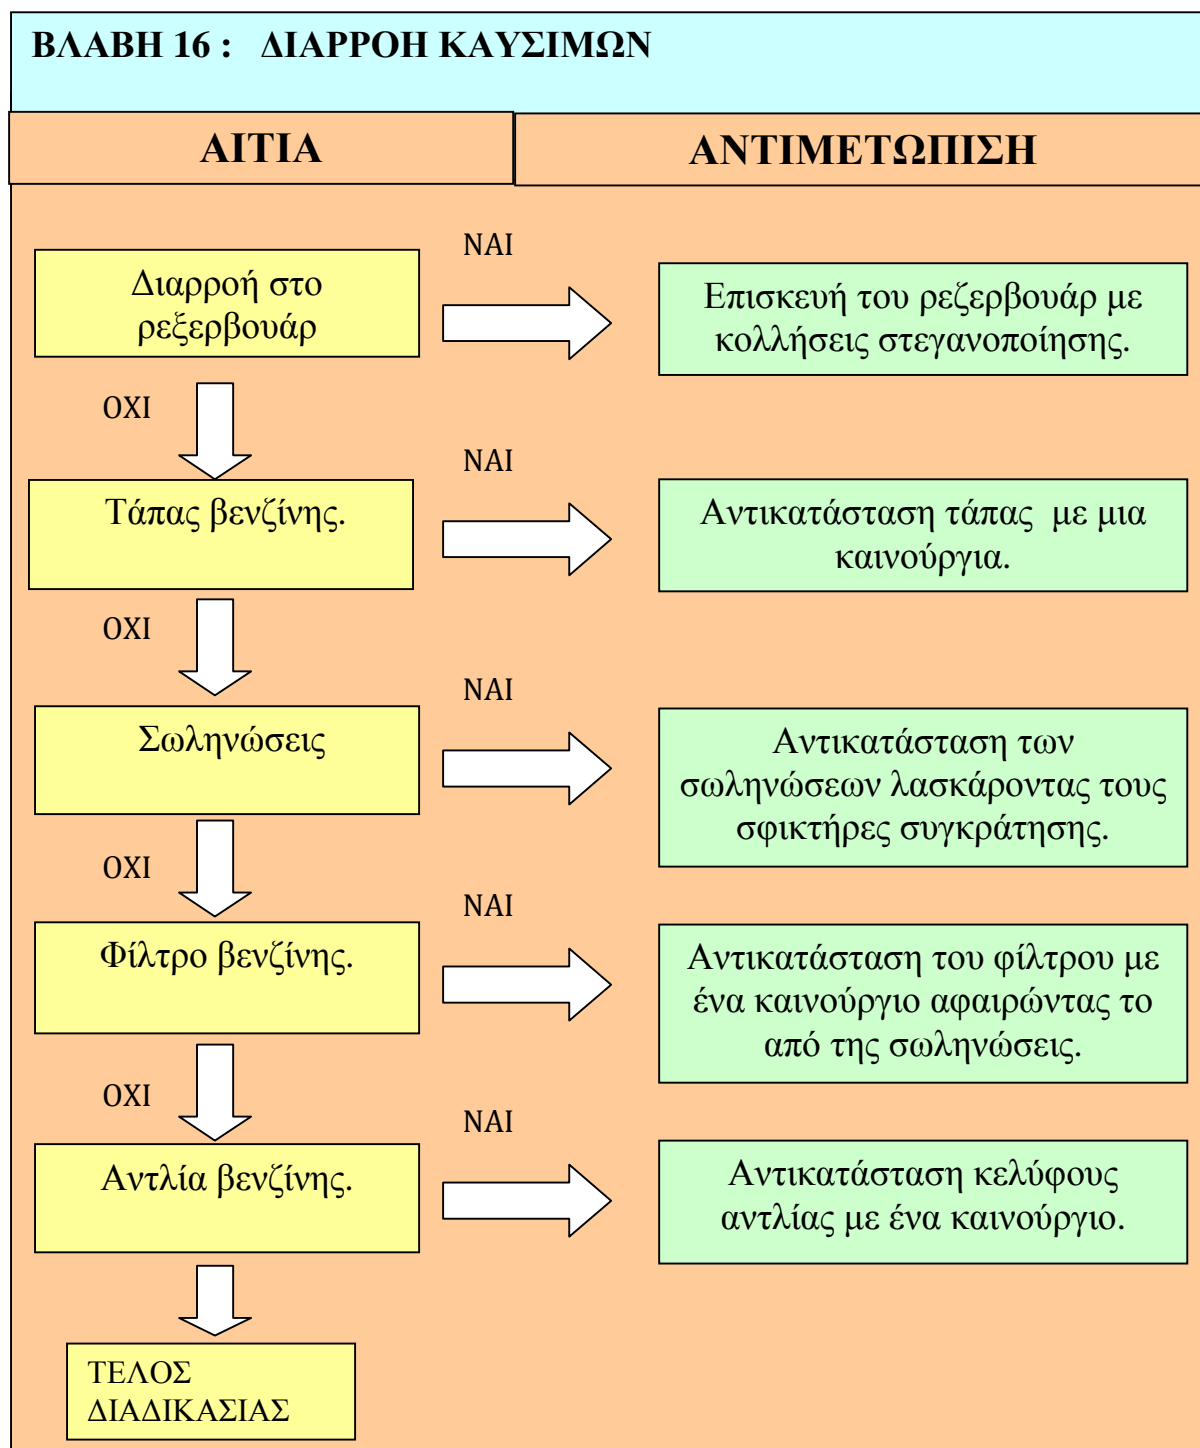 ΒΛΑΒΗ 16 : ΔΙΑΡΡΟΗ ΚΑΥΣΙΜΩΝ
ΑΙΤΙΑ
ΑΝΤΙΜΕΤΩΠΙΣΗ
Διαρροή στο
ρεξερβουάρ
ΝΑΙ
Επισκευή του ρεζερβουάρ με
κολλήσεις στεγανοποίησης.
ΟΧΙ
Τάπας βενζίνης.
ΝΑΙ
Αντικατάσταση τάπας με μια
καινούργια.
ΟΧΙ
Σωληνώσεις
ΝΑΙ
Αντικατάσταση των
σωληνώσεων λασκάροντας τους
σφικτήρες συγκράτησης.
ΟΧΙ
Φίλτρο βενζίνης.
ΝΑΙ
Αντικατάσταση του φίλτρου με
ένα καινούργιο αφαιρώντας το
από της σωληνώσεις.
ΟΧΙ
Αντλία βενζίνης.
ΝΑΙ
Αντικατάσταση κελύφους
αντλίας με ένα καινούργιο.
ΤΕΛΟΣ
ΔΙΑΔΙΚΑΣΙΑΣ